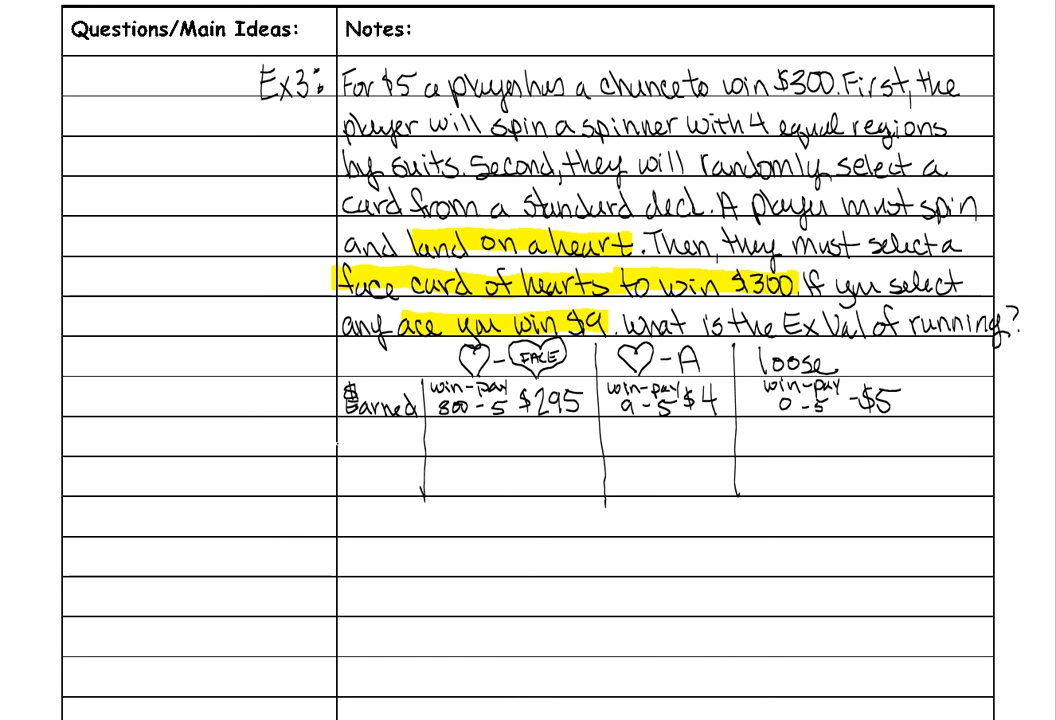 Questions/Main Ideas: Notes:
Ex3: For $5 a player has a chance to win $300. First, the
player will spin a spinner with 4 equal regions
by suits. Second, they will randomly select a
card from a standard deck. A player must spin
and land on a heart. Then, they must select a
face card of hearts to win $300. If you select
any ace you win $9. What is the Ex Val of running?
♡ - FACE ♡ - A loose
$ Earned win-pay 300 - 5 $295 win-pay 9 - 5 $4 win-pay 0 - 5 -$5